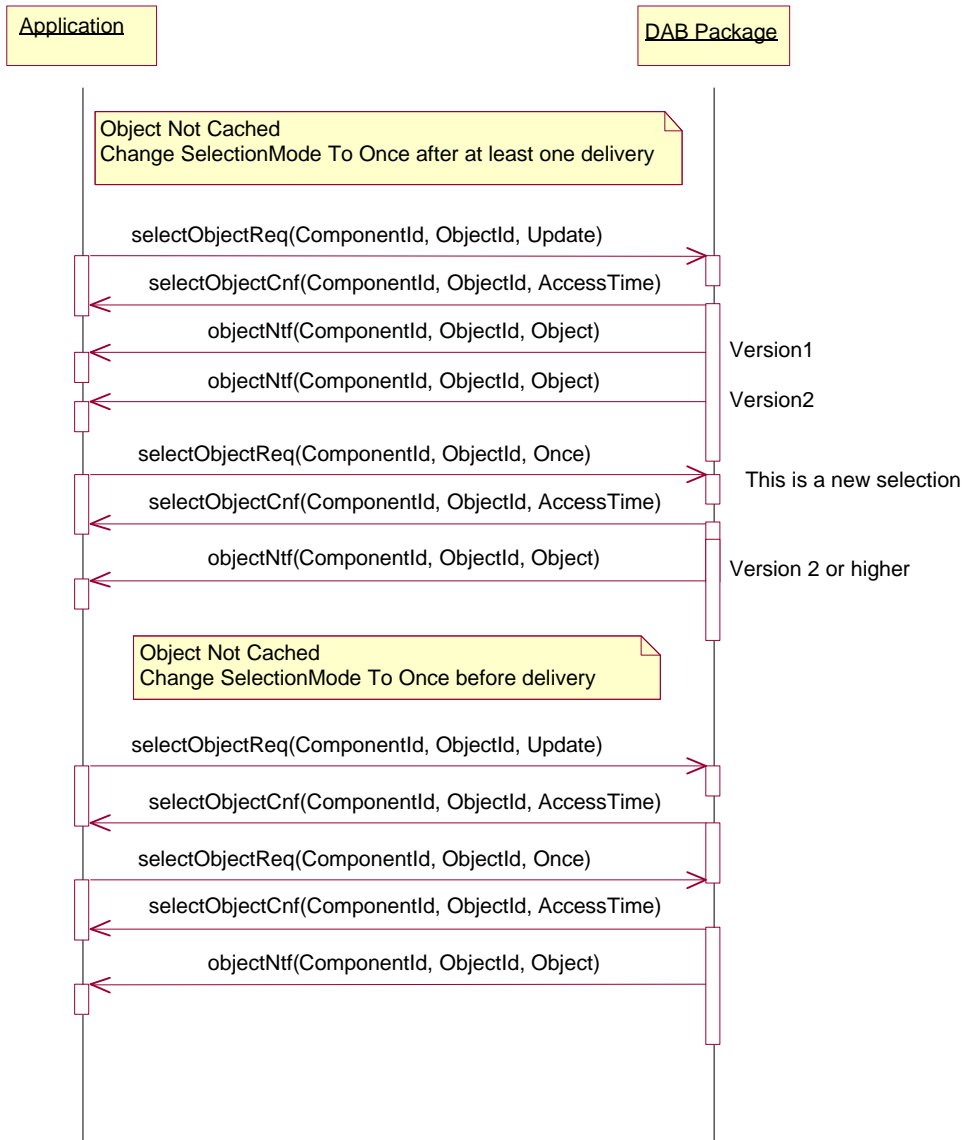 Application
DAB Package
Object Not Cached
Change SelectionMode To Once after at least one delivery
selectObjectReq(ComponentId, ObjectId, Update)
selectObjectCnf(ComponentId, ObjectId, AccessTime)
objectNtf(ComponentId, ObjectId, Object)
Version1
objectNtf(ComponentId, ObjectId, Object)
Version2
selectObjectReq(ComponentId, ObjectId, Once)
This is a new selection
selectObjectCnf(ComponentId, ObjectId, AccessTime)
objectNtf(ComponentId, ObjectId, Object)
Version 2 or higher
Object Not Cached
Change SelectionMode To Once before delivery
selectObjectReq(ComponentId, ObjectId, Update)
selectObjectCnf(ComponentId, ObjectId, AccessTime)
selectObjectReq(ComponentId, ObjectId, Once)
selectObjectCnf(ComponentId, ObjectId, AccessTime)
objectNtf(ComponentId, ObjectId, Object)